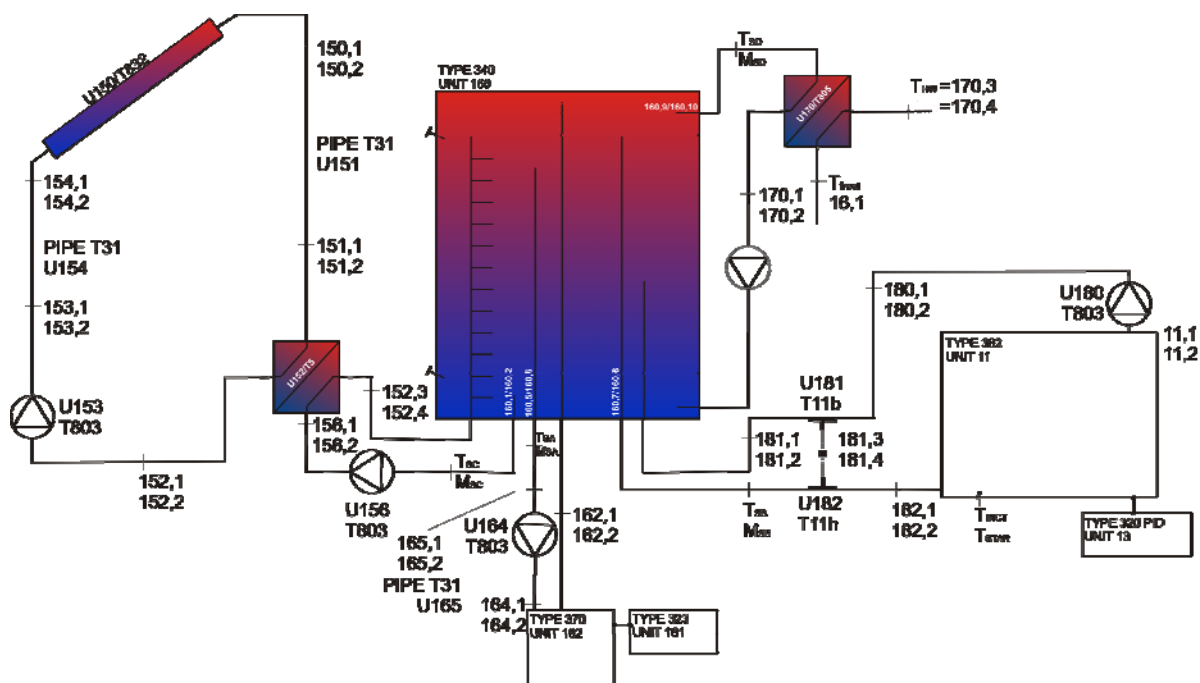 U150/T832
150,1
150,2
TYPE 340
UNIT 160
160,9/160,10
U170/T805
=170,3
=170,4
PIPE T31
U151
154,1
154,2
16,1
170,1
170,2
PIPE T31
U154
151,1
151,2
153,1
153,2
180,1
180,2
U180
T803
TYPE 362
UNIT 11
11,1
11,2
U152/T5
160,1/160,2
160,5/160,6
160,7/160,8
U153
T803
152,3
152,4
156,1
156,2
U181
T11b
181,1
181,2
181,3
181,4
152,1
152,2
U156
T803
U164
T803
162,1
162,2
U182
T11h
182,1
182,2
TYPE 320 PID
UNIT 13
165,1
165,2
PIPE T31
U165
164,1
164,2
TYPE 370
UNIT 162
TYPE 323
UNIT 161